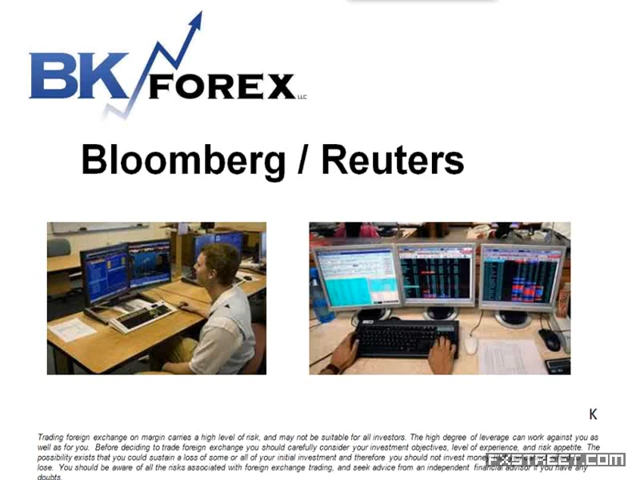 BK FOREX LLC
Bloomberg / Reuters
K
Trading foreign exchange on margin carries a high level of risk, and may not be suitable for all investors. The high degree of leverage can work against you as
well as for you. Before deciding to trade foreign exchange you should carefully consider your investment objectives, level of experience, and risk appetite. The
possibility exists that you could sustain a loss of some or all of your initial investment and therefore you should not invest
lose. You should be aware of all the risks associated with foreign exchange trading, and seek advice from an independent financial advisor if you have any
doubts.
FXSTREET.COM